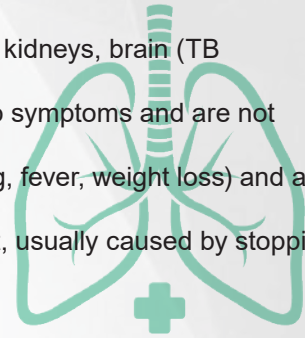 kidneys, brain (TB
symptoms and are not
, fever, weight loss) and a
, usually caused by stoppi